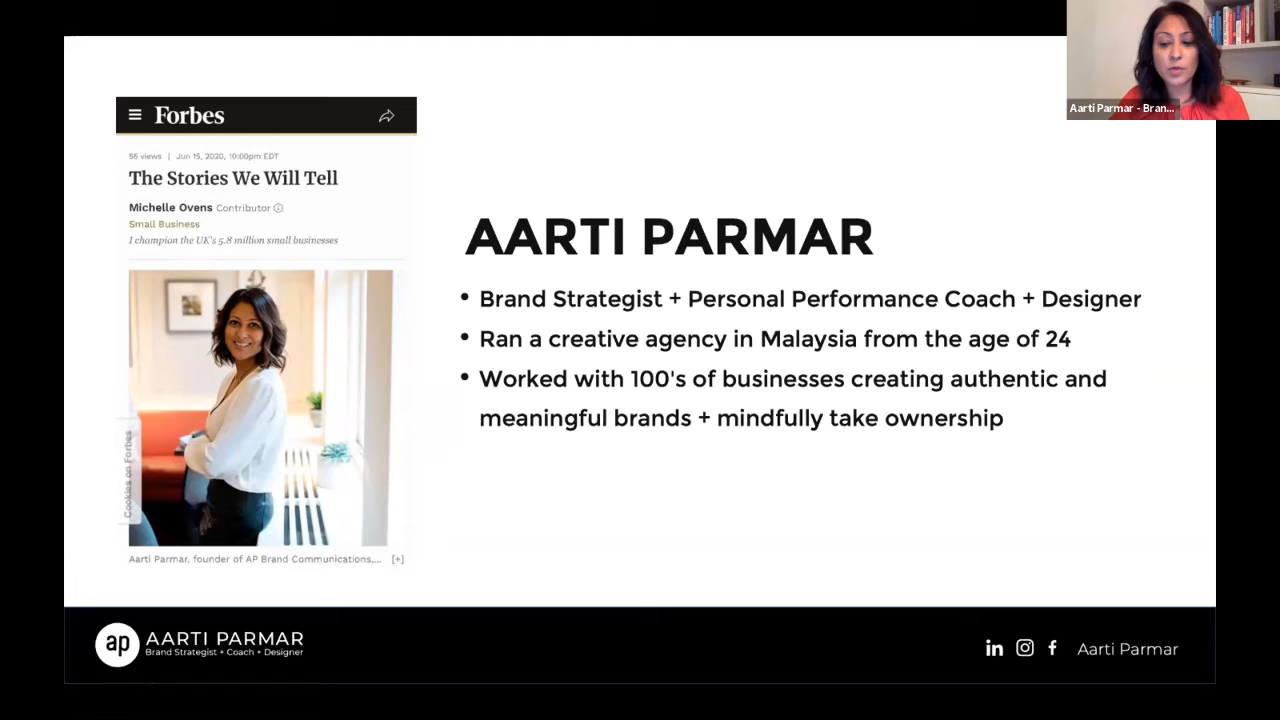 Forbes
55 views | Jun 15, 2020, 10:00pm EDT
The Stories We Will Tell
Michelle Ovens Contributor
Small Business
I champion the UK's 5.8 million small businesses
Cookies on Forbes
Aarti Parmar, founder of AP Brand Communications,... [+]
AARTI PARMAR
• Brand Strategist + Personal Performance Coach + Designer
• Ran a creative agency in Malaysia from the age of 24
• Worked with 100's of businesses creating authentic and
meaningful brands + mindfully take ownership
Aarti Parmar - Bran...
ap AARTI PARMAR
Brand Strategist + Coach + Designer
in f Aarti Parmar